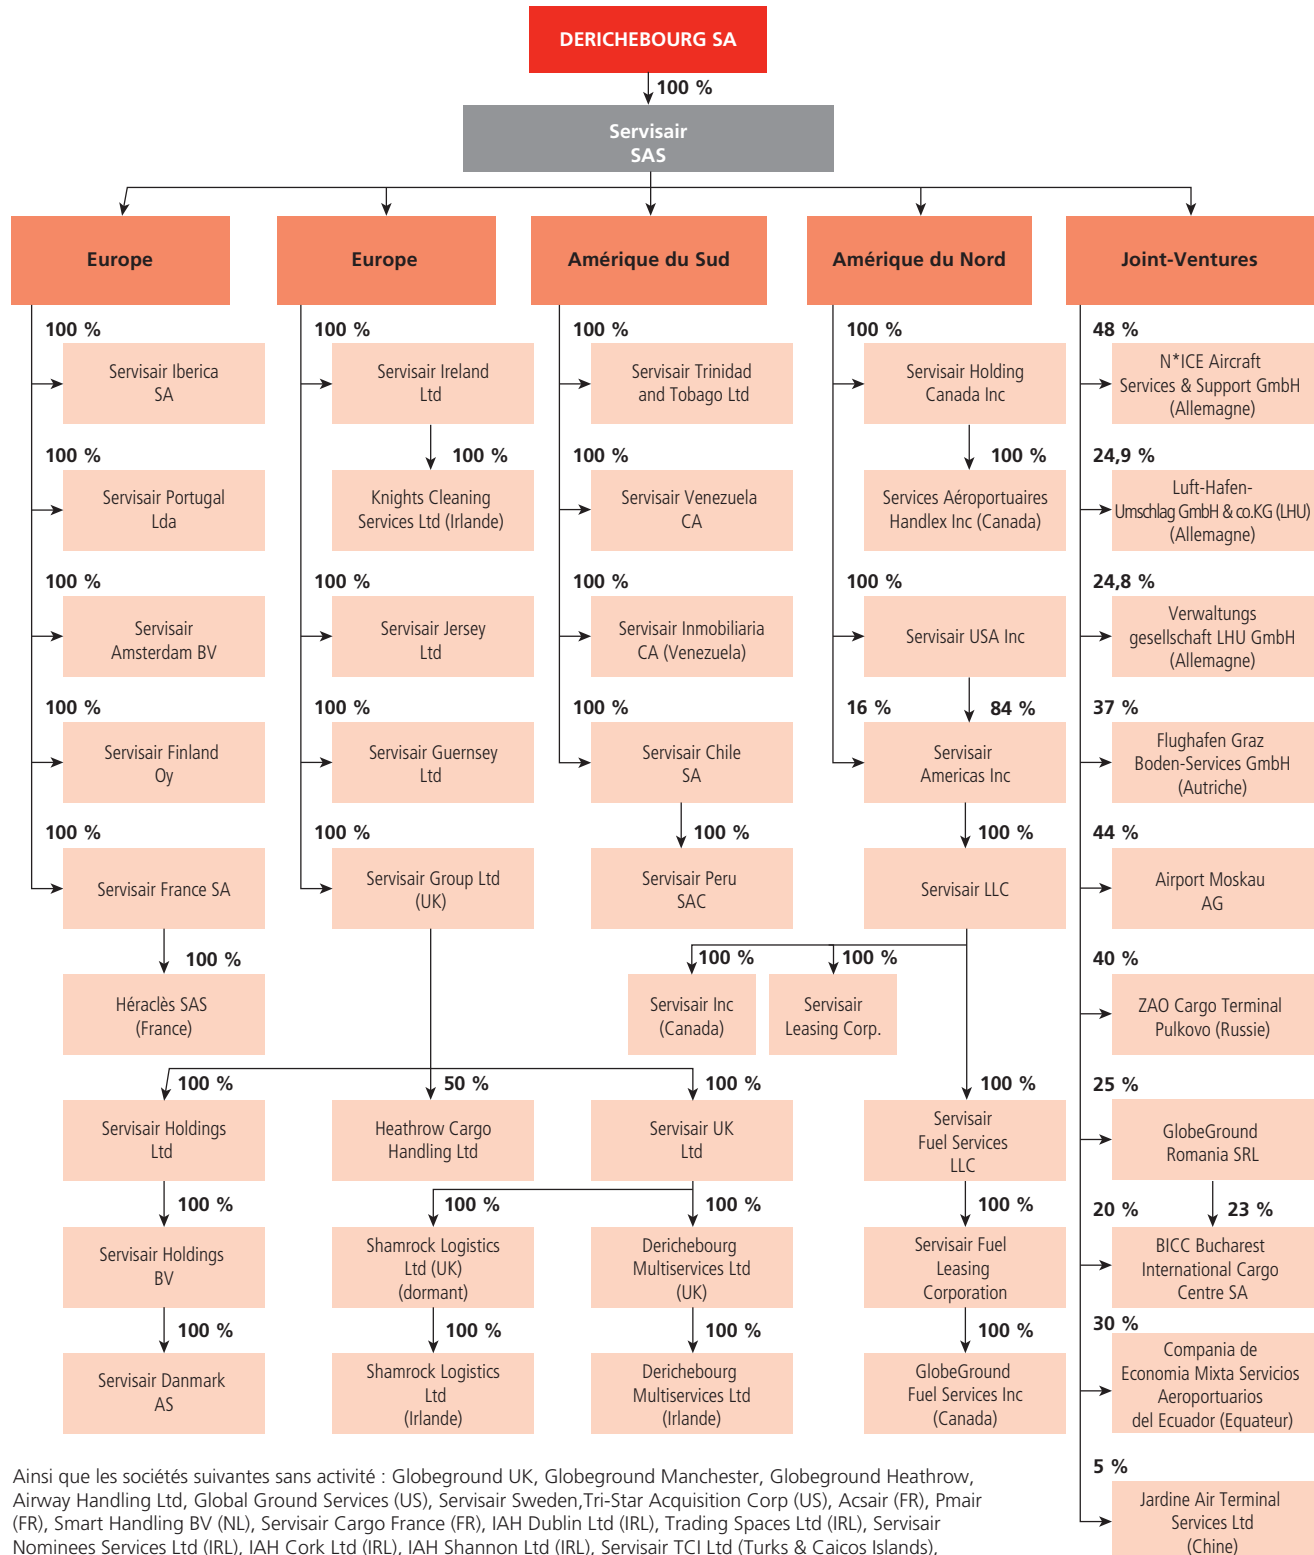 DERICHEBOURG SA
100 %
Servisair
SAS
Europe
Europe
Amérique du Sud
Amérique du Nord
Joint-Ventures
100 %
Servisair Iberica
SA
100 %
Servisair Portugal
Lda
100 %
Servisair
Amsterdam BV
100 %
Servisair Finland
Oy
100 %
Servisair France SA
100 %
Héraclès SAS
(France)
100 %
Servisair Ireland
Ltd
100 %
Knights Cleaning
Services Ltd (Irlande)
100 %
Servisair Jersey
Ltd
100 %
Servisair Guernsey
Ltd
100 %
Servisair Group Ltd
(UK)
100 %
Servisair Holdings
Ltd
100 %
Servisair Holdings
BV
100 %
Servisair Danmark
AS
50 %
Heathrow Cargo
Handling Ltd
100 %
Servisair UK
Ltd
100 %
Shamrock Logistics
Ltd (UK)
(dormant)
100 %
Shamrock Logistics
Ltd
(Irlande)
100 %
Derichebourg
Multiservices Ltd
(UK)
100 %
Derichebourg
Multiservices Ltd
(Irlande)
100 %
Servisair Trinidad
and Tobago Ltd
100 %
Servisair Venezuela
CA
100 %
Servisair Inmobiliaria
CA (Venezuela)
100 %
Servisair Chile
SA
100 %
Servisair Peru
SAC
100 %
Servisair Holding
Canada Inc
100 %
Services Aéroportuaires
Handlex Inc (Canada)
100 %
Servisair USA Inc
16 %
84 %
Servisair
Americas Inc
100 %
Servisair LLC
100 %
Servisair Inc
(Canada)
100 %
Servisair
Leasing Corp.
100 %
Servisair
Fuel Services
LLC
100 %
Servisair Fuel
Leasing
Corporation
100 %
GlobeGround
Fuel Services Inc
(Canada)
48 %
N*ICE Aircraft
Services & Support GmbH
(Allemagne)
24,9 %
Luft-Hafen-
Umschlag GmbH & co.KG (LHU)
(Allemagne)
24,8 %
Verwaltungs
gesellschaft LHU GmbH
(Allemagne)
37 %
Flughafen Graz
Boden-Services GmbH
(Autriche)
44 %
Airport Moskau
AG
40 %
ZAO Cargo Terminal
Pulkovo (Russie)
25 %
GlobeGround
Romania SRL
20 %
23 %
BICC Bucharest
International Cargo
Centre SA
30 %
Compania de
Economia Mixta Servicios
Aeroportuarios
del Ecuador (Equateur)
5 %
Jardine Air Terminal
Services Ltd
(Chine)
Ainsi que les sociétés suivantes sans activité : Globeground UK, Globeground Manchester, Globeground Heathrow,
Airway Handling Ltd, Global Ground Services (US), Servisair Sweden,Tri-Star Acquisition Corp (US), Acsair (FR), Pmair
(FR), Smart Handling BV (NL), Servisair Cargo France (FR), IAH Dublin Ltd (IRL), Trading Spaces Ltd (IRL), Servisair
Nominees Services Ltd (IRL), IAH Cork Ltd (IRL), IAH Shannon Ltd (IRL), Servisair TCI Ltd (Turks & Caicos Islands),